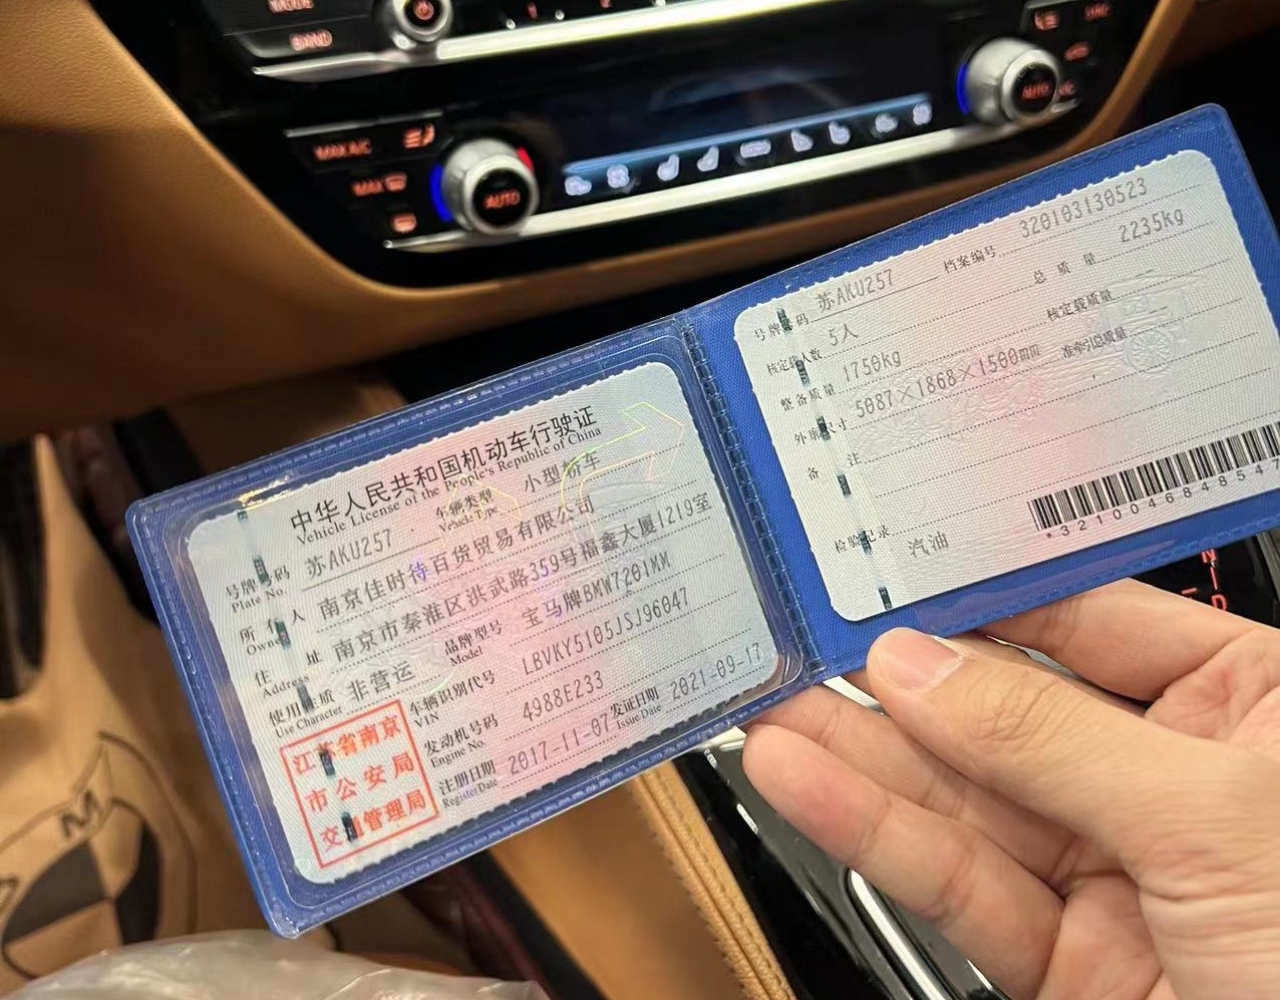 MAX A/C
MAX
AUTO
AUTO
中华人民共和国机动车行驶证
Vehicle License of the People's Republic of China
号牌号码 苏AKU257 车辆类型 小型轿车
Plate No. Vehicle Type
所有人 南京佳时待百货贸易有限公司
Owner
住址 南京市秦淮区洪武路359号福鑫大厦1219室
Address
使用性质 非营运 品牌型号 宝马牌BMW7201MM
Use Character Model
江苏省南京
市公安局
交通管理局
车辆识别代号 LBVKY5105JSJ96047
VIN
发动机号码 4988E233
Engine No.
注册日期 2017-11-07 发证日期 2021-09-17
Register Date Issue Date
号牌号码 苏AKU257 档案编号 320103130523
核定载人数 5人 总质量 2235kg
整备质量 1750kg 核定载质量
外廓尺寸 5087×1868×1500mm 准牵引总质量
备注
检验记录 汽油
*321004684854
N
D
M